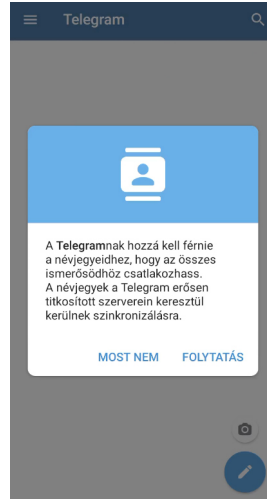 Telegram
A Telegramnak hozzá kell férnie
a névjegyeidhez, hogy az összes
ismerősödhöz csatlakozhass.
A névjegyek a Telegram erősen
titkosított szerverein keresztül
kerülnek szinkronizálásra.
MOST NEM FOLYTATÁS